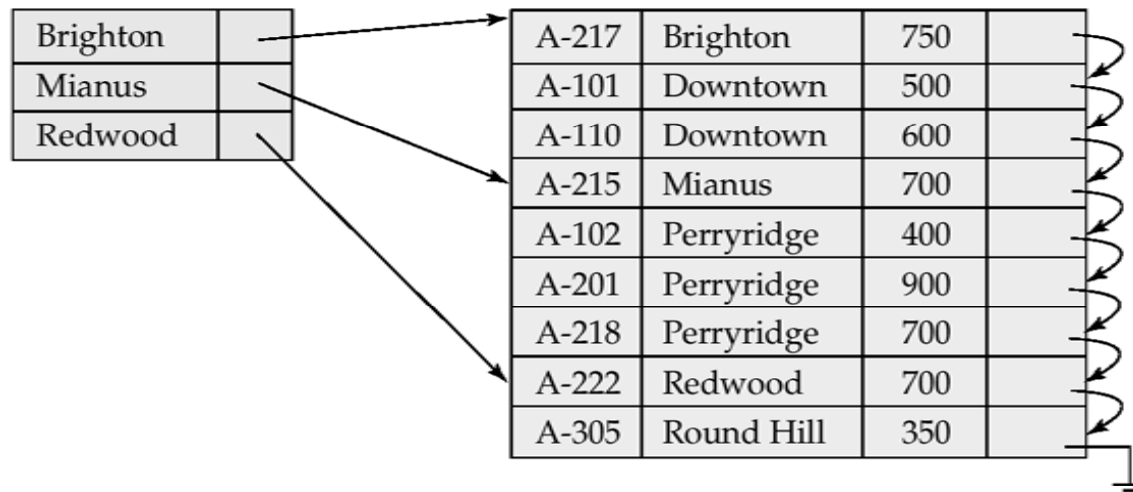 Brighton
Mianus
Redwood
A-217 Brighton 750
A-101 Downtown 500
A-110 Downtown 600
A-215 Mianus 700
A-102 Perryridge 400
A-201 Perryridge 900
A-218 Perryridge 700
A-222 Redwood 700
A-305 Round Hill 350